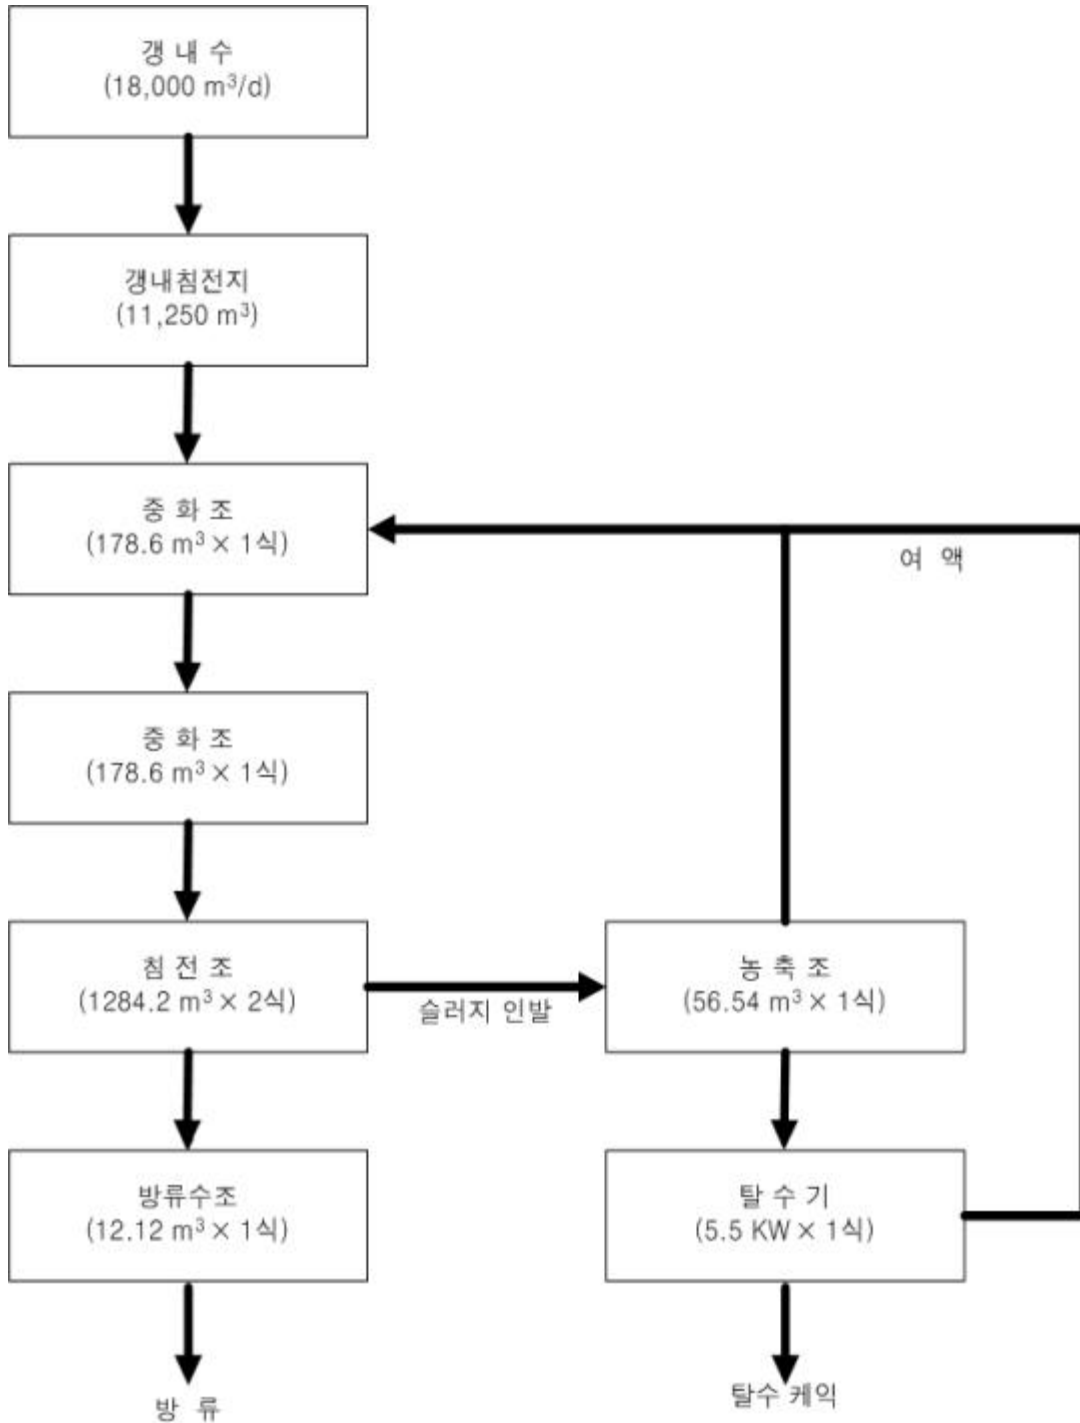 갱 내 수
(18,000 m³/d)
갱내침전지
(11,250 m³)
중 화 조
(178.6 m³ × 1식)
여 액
중 화 조
(178.6 m³ × 1식)
침 전 조
(1284.2 m³ × 2식)
슬러지 인발
농 축 조
(56.54 m³ × 1식)
방류수조
(12.12 m³ × 1식)
탈 수 기
(5.5 KW × 1식)
방 류
탈수 케익